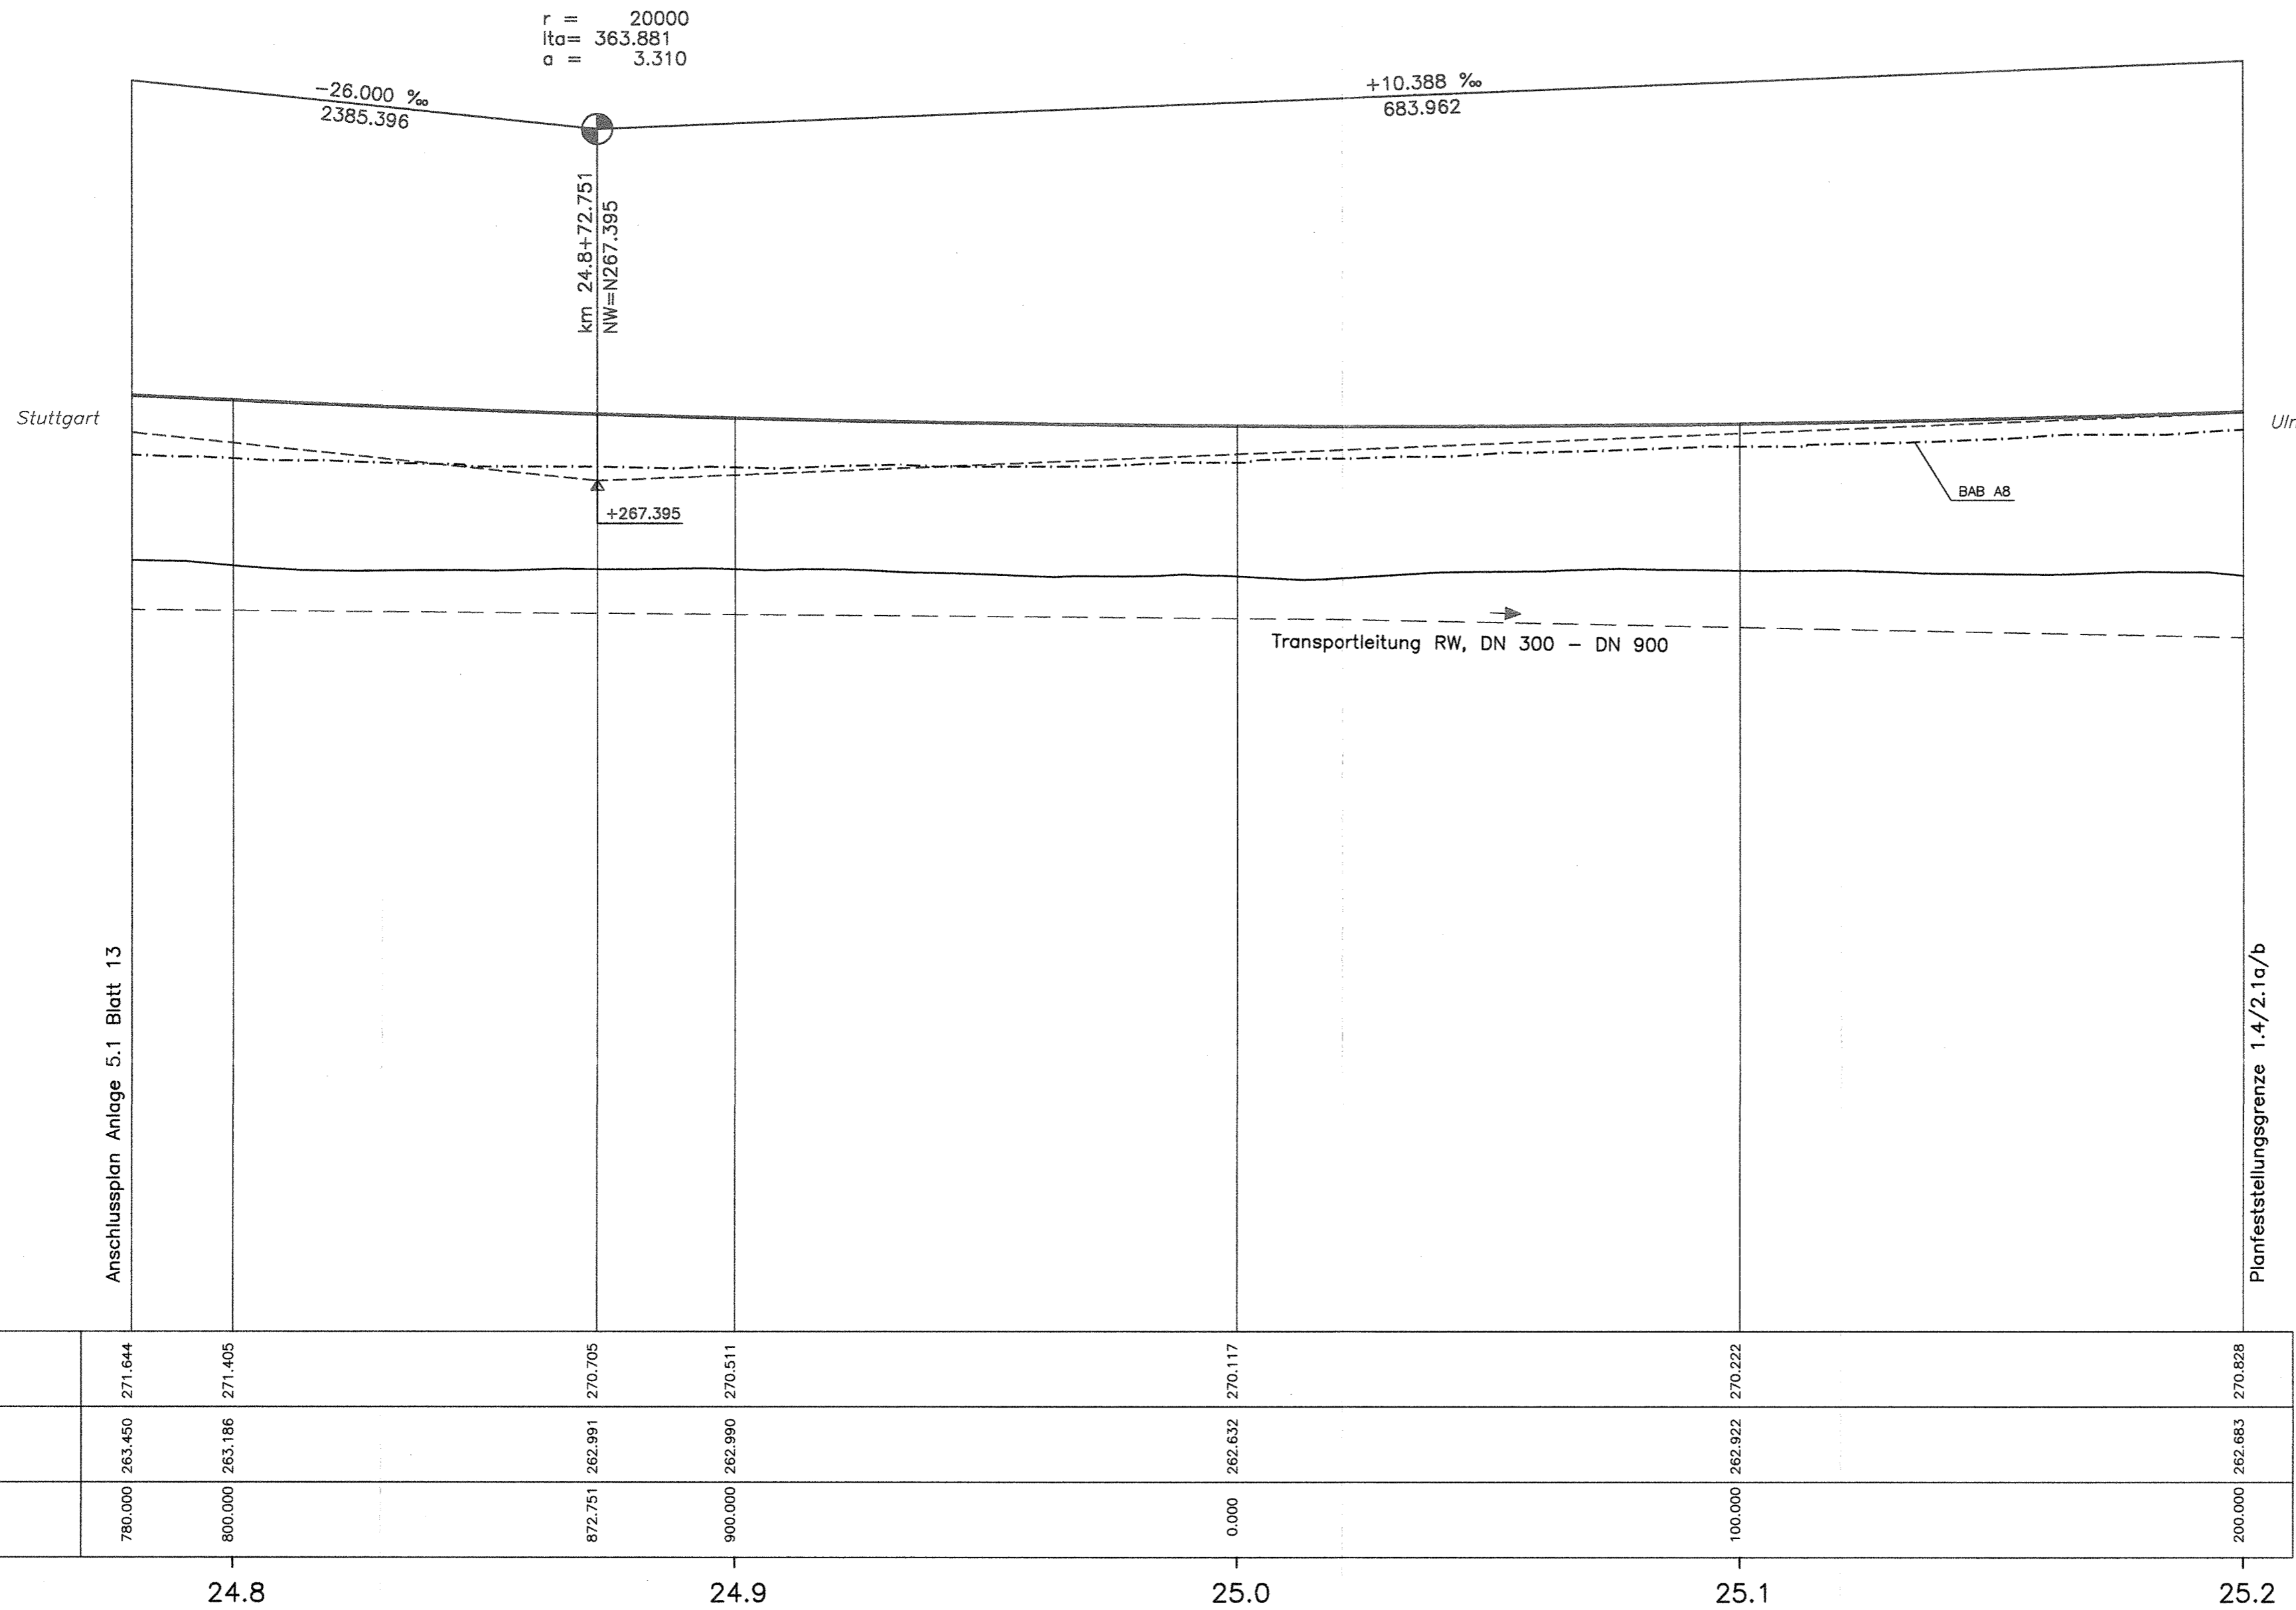 r = 20000
lta= 363.881
a = 3.310
-26.000 ‰
2385.396
+10.388 ‰
683.962
km 24.8+72.751
NW=N267.395
Stuttgart
Ulm
BAB A8
+267.395
Transportleitung RW, DN 300 - DN 900
Anschlussplan Anlage 5.1 Blatt 13
Planfeststellungsgrenze 1.4/2.1a/b
271.644 271.405 270.705 270.511 270.117 270.222 270.828
263.450 263.186 262.991 262.990 262.632 262.922 262.683
780.000 800.000 872.751 900.000 0.000 100.000 200.000
24.8 24.9 25.0 25.1 25.2